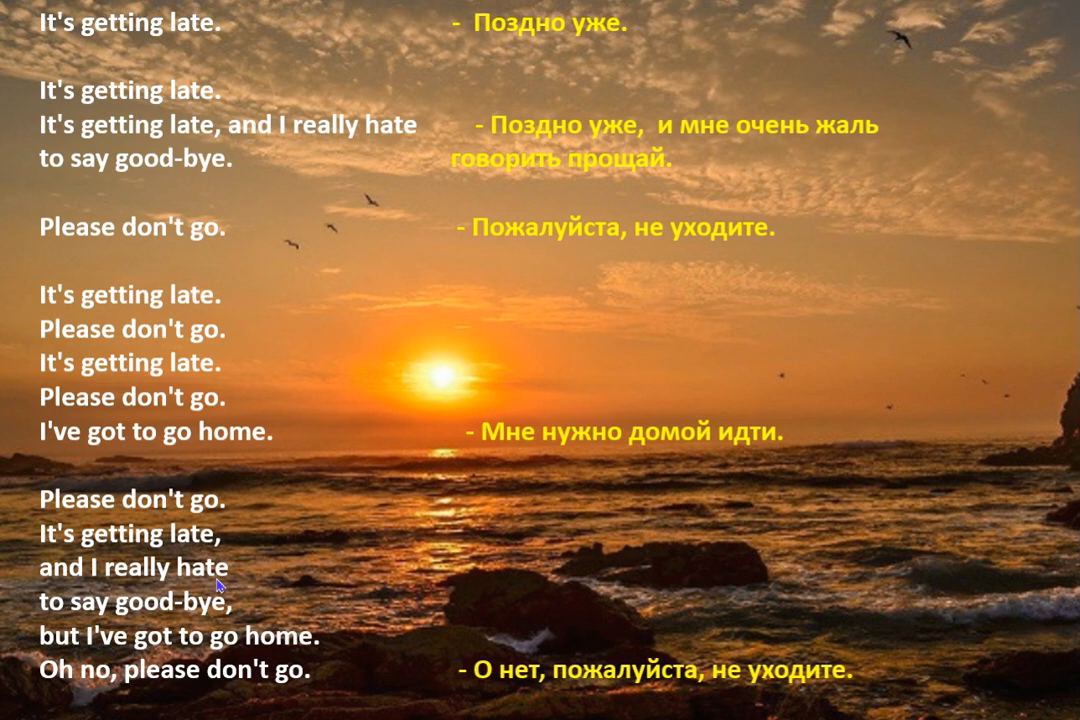 It's getting late. - Поздно уже.
It's getting late.
It's getting late, and I really hate - Поздно уже, и мне очень жаль
to say good-bye. говорить прощай.
Please don't go. - Пожалуйста, не уходите.
It's getting late.
Please don't go.
It's getting late.
Please don't go.
I've got to go home. - Мне нужно домой идти.
Please don't go.
It's getting late,
and I really hate
to say good-bye,
but I've got to go home.
Oh no, please don't go. - О нет, пожалуйста, не уходите.